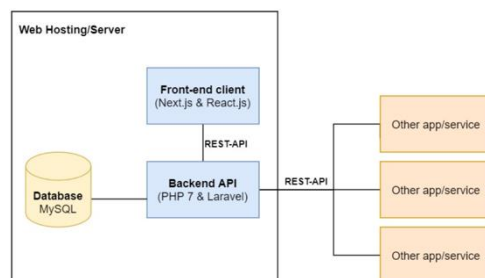 Web Hosting/Server
Front-end client
(Next.js & React.js)
REST-API
Backend API
(PHP 7 & Laravel)
Database
MySQL
REST-API
Other app/service
Other app/service
Other app/service